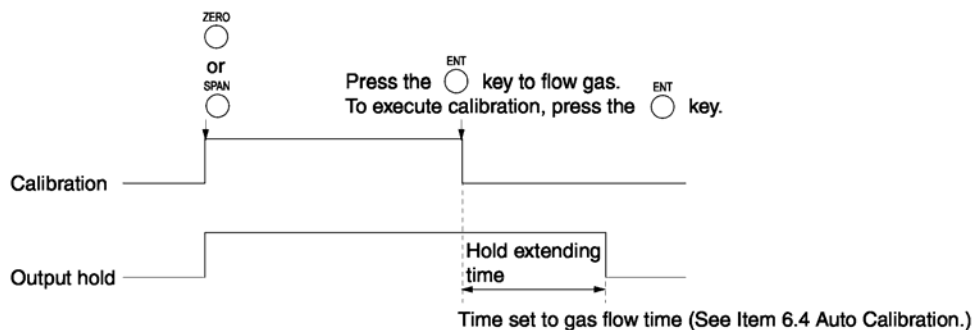 ZERO
or
SPAN
ENT
Press the key to flow gas.
ENT
To execute calibration, press the key.
Calibration
Output hold
Hold extending
time
Time set to gas flow time (See Item 6.4 Auto Calibration.)